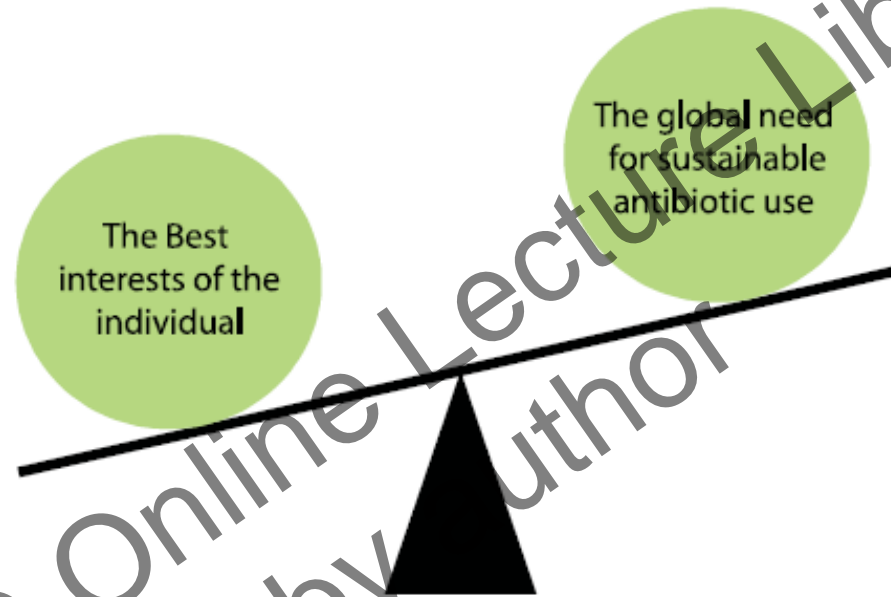 The Best
interests of the
individual
The global need
for sustainable
antibiotic use
Online Lecture Lib
by author